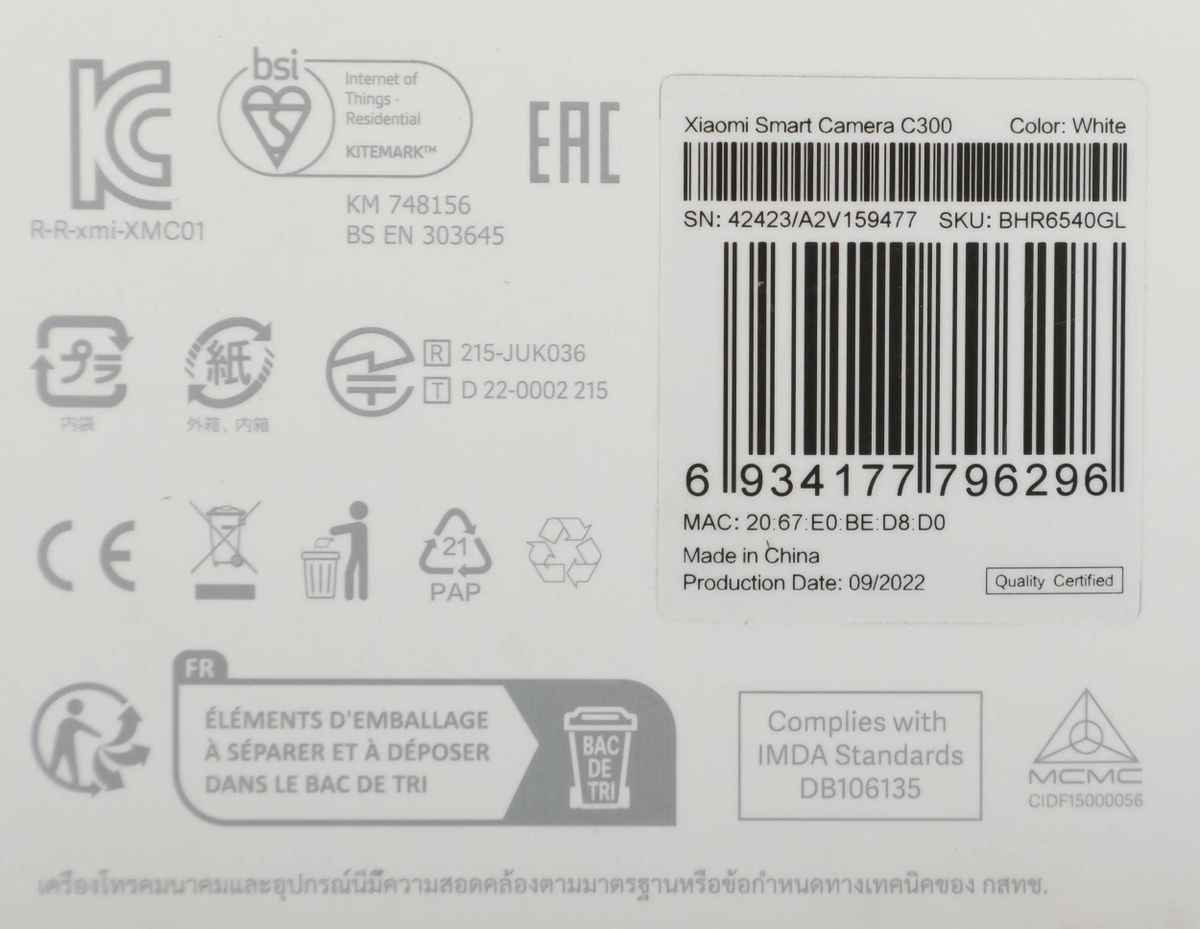 KC
R-R-xmi-XMC01
bsi
Internet of
Things -
Residential
KITEMARK™
KM 748156
BS EN 303645
EAC
プラ
内袋
紙
外箱、内箱
R 215-JUK036
T D 22-0002 215
CE
21
PAP
FR
ÉLÉMENTS D'EMBALLAGE
À SÉPARER ET À DÉPOSER
DANS LE BAC DE TRI
BAC
DE
TRI
Xiaomi Smart Camera C300 Color: White
SN: 42423/A2V159477 SKU: BHR6540GL
6 934177 796296
MAC: 20:67:E0:BE:D8:D0
Made in China
Production Date: 09/2022
Quality Certified
Complies with
IMDA Standards
DB106135
MCMC
CIDF15000056
เครื่องโทรคมนาคมและอุปกรณ์นี้มีความสอดคล้องตามมาตรฐานหรือข้อกำหนดทางเทคนิคของ กสทช.